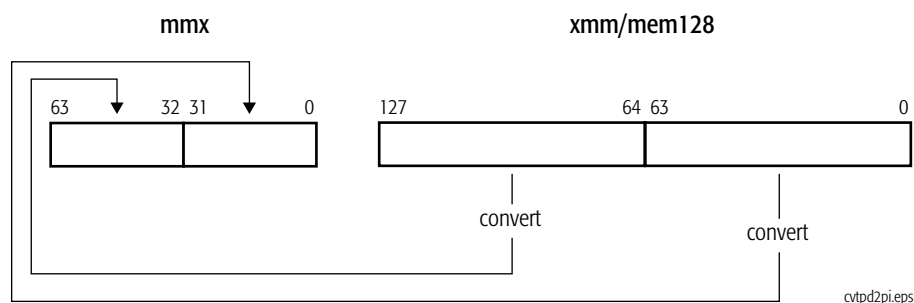 mmx xmm/mem128
63 32 31 0 127 64 63 0
convert
convert
cvtpd2pi.eps